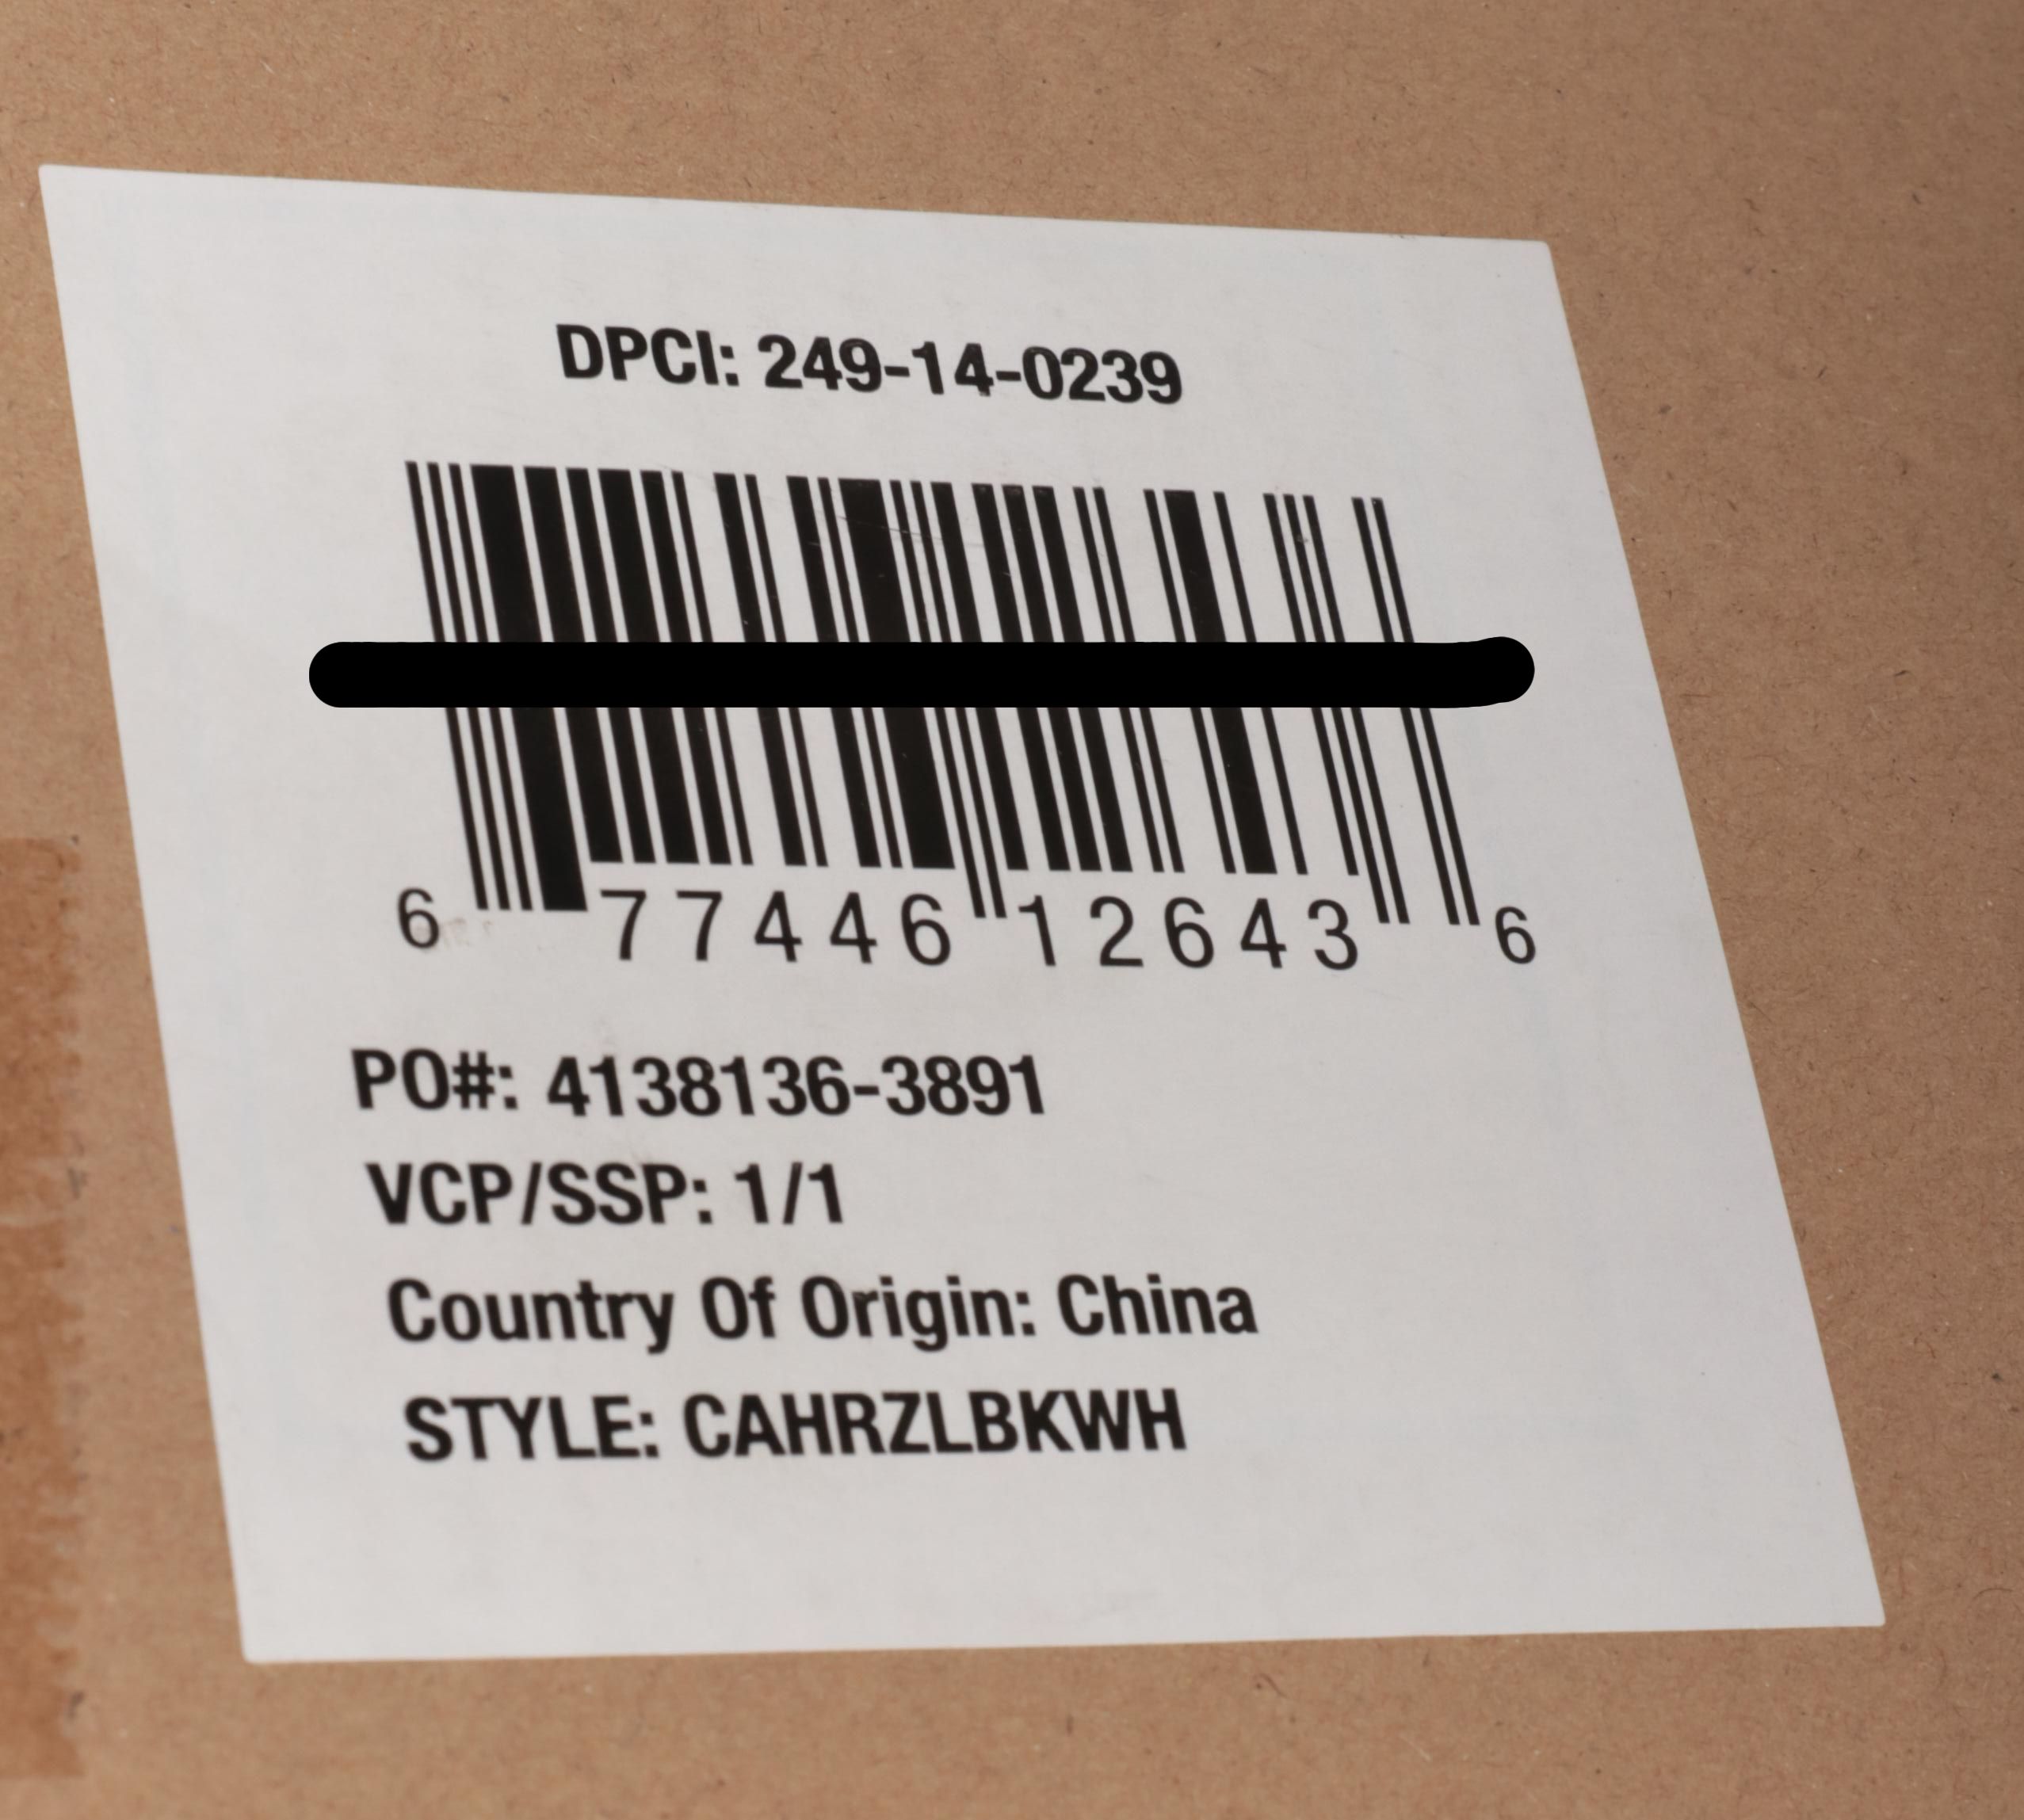 DPCI: 249-14-0239
6 77446 12643 6
PO#: 4138136-3891
VCP/SSP: 1/1
Country Of Origin: China
STYLE: CAHRZLBKWH